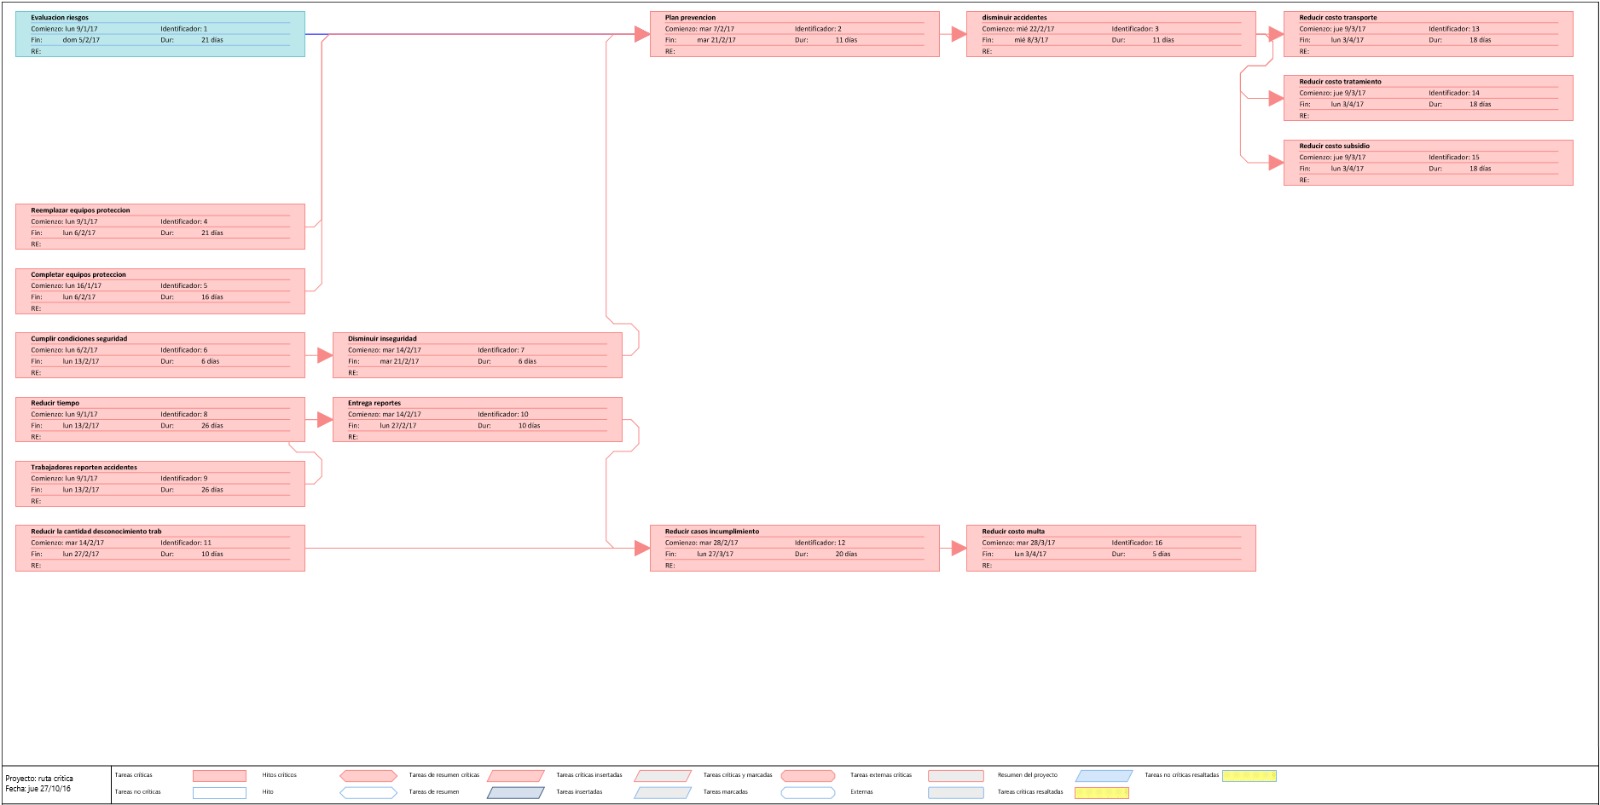 Evaluacion riesgos
Comienzo: lun 9/1/17 Identificador: 1
Fin: dom 5/2/17 Dur: 21 días
RE:
Plan prevencion
Comienzo: mar 7/2/17 Identificador: 2
Fin: mar 21/2/17 Dur: 11 días
RE:
disminuir accidentes
Comienzo: mié 22/2/17 Identificador: 3
Fin: mié 8/3/17 Dur: 11 días
RE:
Reducir costo transporte
Comienzo: jue 9/3/17 Identificador: 13
Fin: lun 3/4/17 Dur: 18 días
RE:
Reducir costo tratamiento
Comienzo: jue 9/3/17 Identificador: 14
Fin: lun 3/4/17 Dur: 18 días
RE:
Reducir costo subsidio
Comienzo: jue 9/3/17 Identificador: 15
Fin: lun 3/4/17 Dur: 18 días
RE:
Reemplazar equipos proteccion
Comienzo: lun 9/1/17 Identificador: 4
Fin: lun 6/2/17 Dur: 21 días
RE:
Completar equipos proteccion
Comienzo: lun 16/1/17 Identificador: 5
Fin: lun 6/2/17 Dur: 16 días
RE:
Cumplir condiciones seguridad
Comienzo: lun 6/2/17 Identificador: 6
Fin: lun 13/2/17 Dur: 6 días
RE:
Disminuir inseguridad
Comienzo: mar 14/2/17 Identificador: 7
Fin: mar 21/2/17 Dur: 6 días
RE:
Reducir tiempo
Comienzo: lun 9/1/17 Identificador: 8
Fin: lun 13/2/17 Dur: 26 días
RE:
Entrega reportes
Comienzo: mar 14/2/17 Identificador: 10
Fin: lun 27/2/17 Dur: 10 días
RE:
Trabajadores reporten accidentes
Comienzo: lun 9/1/17 Identificador: 9
Fin: lun 13/2/17 Dur: 26 días
RE:
Reducir la cantidad desconocimiento trab
Comienzo: mar 14/2/17 Identificador: 11
Fin: lun 27/2/17 Dur: 10 días
RE:
Reducir casos incumplimiento
Comienzo: mar 28/2/17 Identificador: 12
Fin: lun 27/3/17 Dur: 20 días
RE:
Reducir costo multa
Comienzo: mar 28/3/17 Identificador: 16
Fin: lun 3/4/17 Dur: 5 días
RE:
Proyecto: ruta critica
Fecha: jue 27/10/16
Tareas críticas Hitos críticos Tareas de resumen críticas Tareas críticas insertadas Tareas críticas y marcadas Tareas externas críticas Resumen del proyecto Tareas no críticas resaltadas
Tareas no críticas Hito Tareas de resumen Tareas insertadas Tareas marcadas Externas Tareas críticas resaltadas